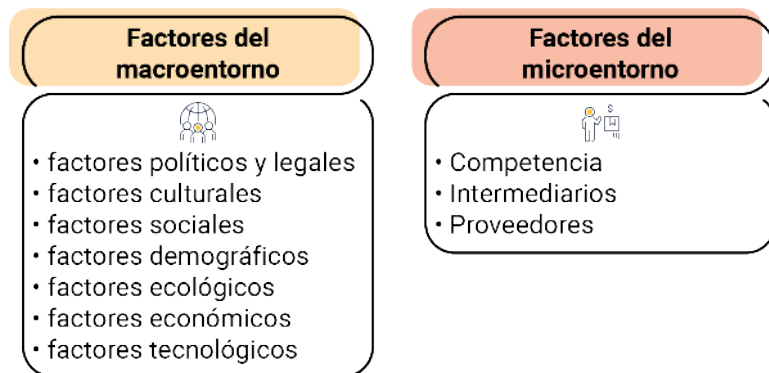 Factores del
macroentorno
• factores políticos y legales
• factores culturales
• factores sociales
• factores demográficos
• factores ecológicos
• factores económicos
• factores tecnológicos
Factores del
microentorno
$
• Competencia
• Intermediarios
• Proveedores